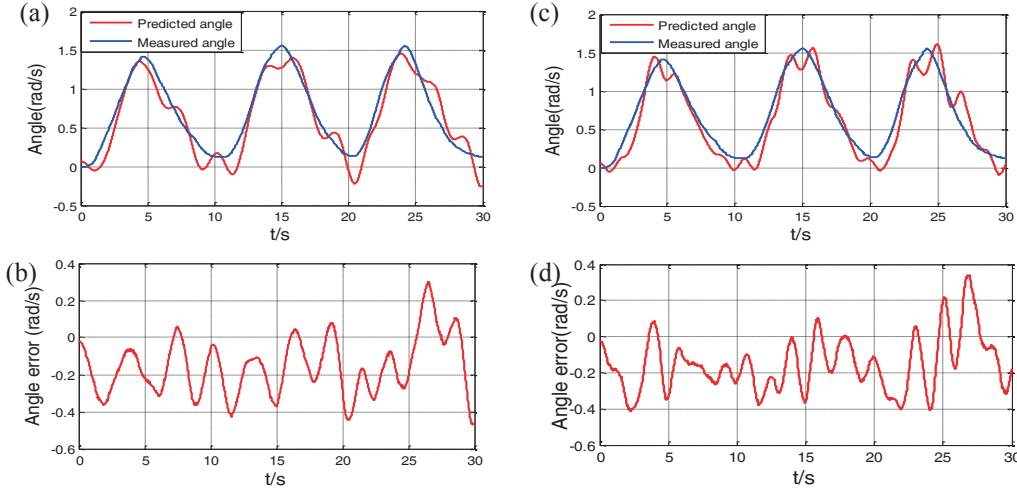 (a)
Predicted angle
Measured angle
2
1.5
1
0.5
0
-0.5
Angle(rad/s)
0 5 10 15 20 25 30
t/s
(c)
Predicted angle
Measured angle
2
1.5
1
0.5
0
-0.5
Angle(rad/s)
0 5 10 15 20 25 30
t/s
(b)
0.4
0.2
0
-0.2
-0.4
-0.6
Angle error (rad/s)
0 5 10 15 20 25 30
t/s
(d)
0.4
0.2
0
-0.2
-0.4
-0.6
Angle error(rad/s)
0 5 10 15 20 25 30
t/s